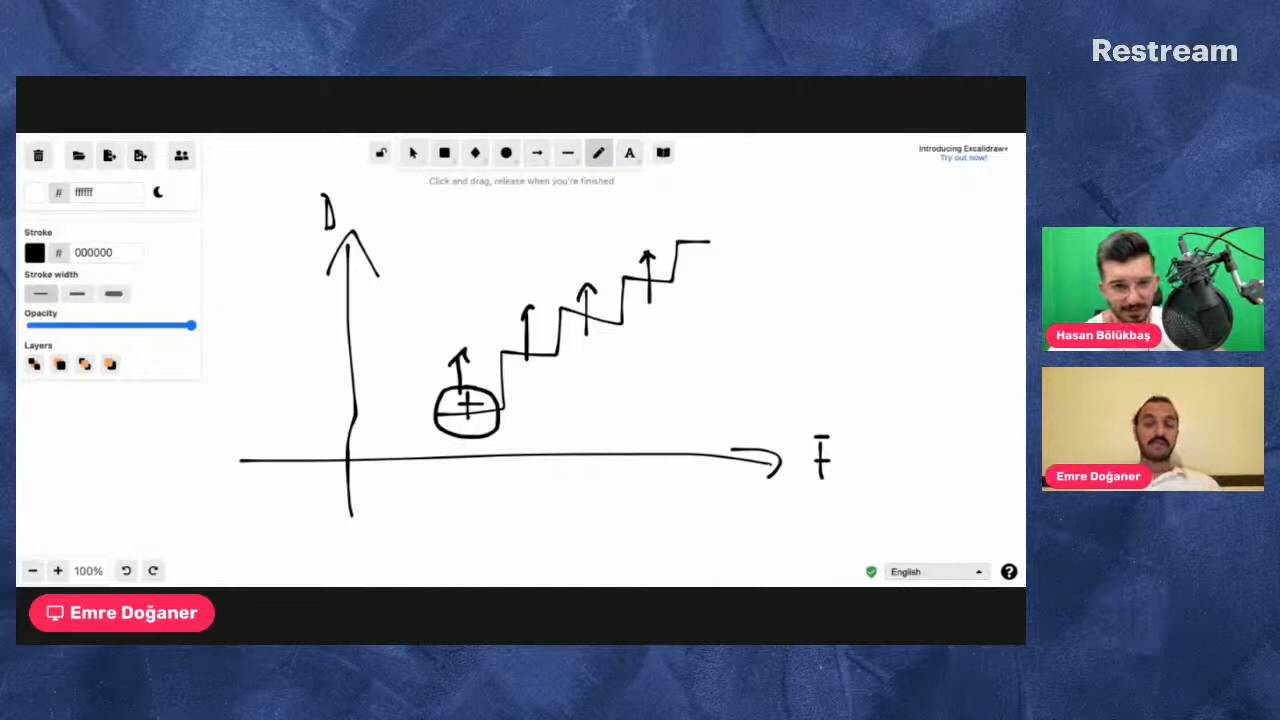 Restream
Introducing Excalidraw+
Try out now!
Click and drag, release when you're finished
# ffffff
Stroke
# 000000
Stroke width
Opacity
Layers
A
D
F
Hasan Bölükbaş
Emre Doğaner
100%
English
?
Emre Doğaner